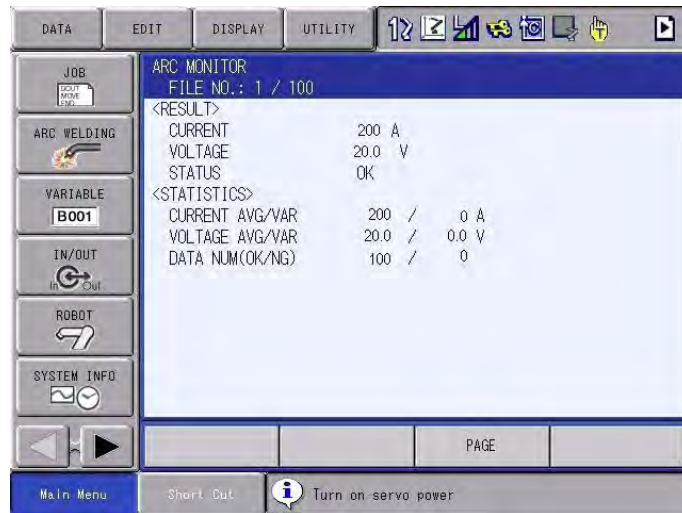 DATA EDIT DISPLAY UTILITY
JOB
DOUT
MOVE
END
ARC WELDING
VARIABLE
B001
IN/OUT
In Out
ROBOT
SYSTEM INFO
ARC MONITOR
FILE NO.: 1 / 100
<RESULT>
CURRENT 200 A
VOLTAGE 20.0 V
STATUS OK
<STATISTICS>
CURRENT AVG/VAR 200 / 0 A
VOLTAGE AVG/VAR 20.0 / 0.0 V
DATA NUM(OK/NG) 100 / 0
PAGE
Main Menu Short Cut Turn on servo power